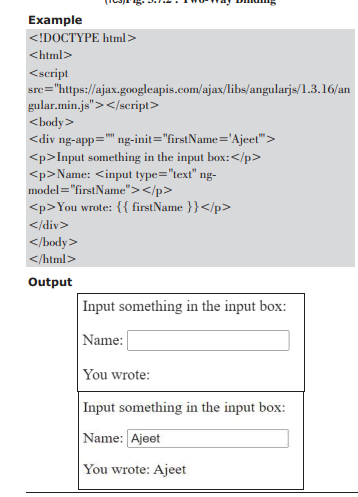 Fig. 3.7.2 : Two-Way Binding
Example
<!DOCTYPE html>
<html>
<script
src="https://ajax.googleapis.com/ajax/libs/angularjs/1.3.16/an
gular.min.js"></script>
<body>
<div ng-app="" ng-init="firstName='Ajeet'">
<p>Input something in the input box:</p>
<p>Name: <input type="text" ng-
model="firstName"></p>
<p>You wrote: {{ firstName }}</p>
</div>
</body>
</html>
Output
Input something in the input box:
Name:
You wrote:
Input something in the input box:
Name: Ajeet
You wrote: Ajeet